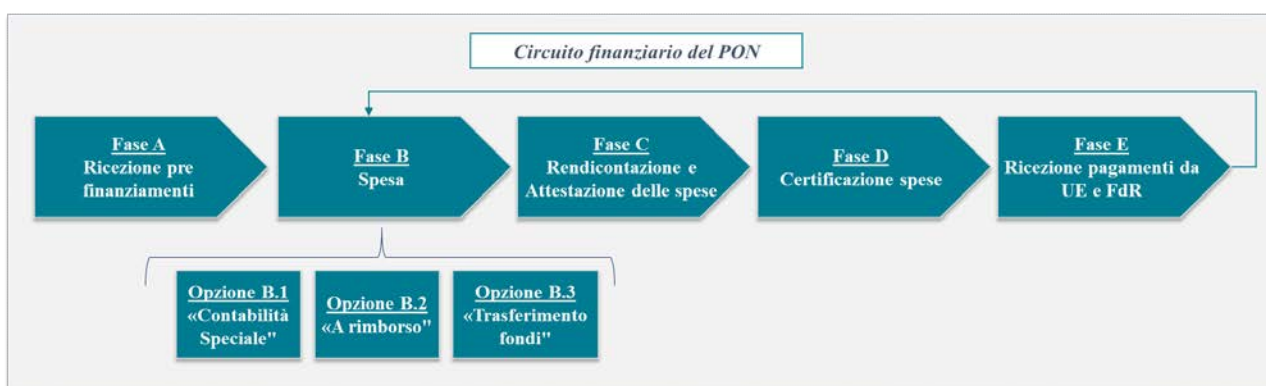 Circuito finanziario del PON
Fase A
Ricezione pre
finanziamenti
Fase B
Spesa
Fase C
Rendicontazione e
Attestazione delle spese
Fase D
Certificazione spese
Fase E
Ricezione pagamenti da
UE e FdR
Opzione B.1
«Contabilità
Speciale"
Opzione B.2
«A rimborso"
Opzione B.3
«Trasferimento
fondi"